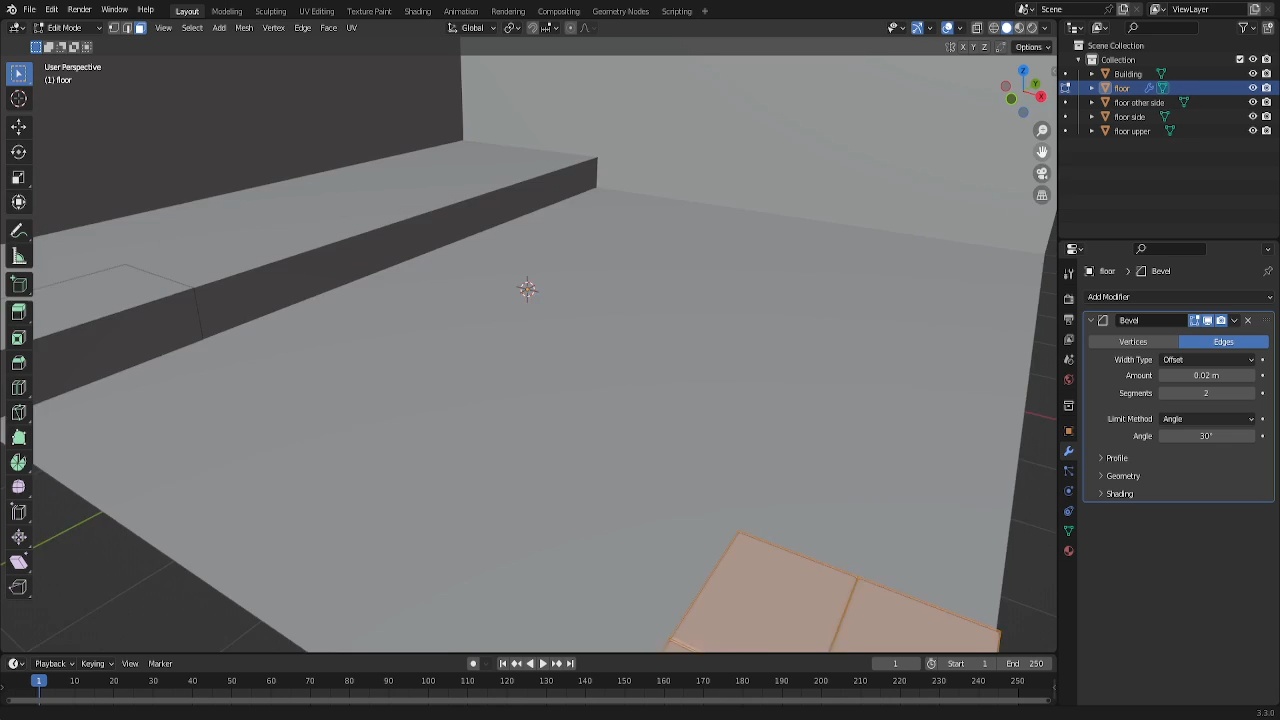 File Edit Render Window Help Layout Modeling Sculpting UV Editing Texture Paint Shading Animation Rendering Compositing Geometry Nodes Scripting + Scene ViewLayer
Edit Mode View Select Add Mesh Vertex Edge Face UV Global
X Y Z Options
User Perspective
(1) floor
Z
Y
X
Scene Collection
Collection
Building
floor
floor other side
floor side
floor upper
floor > Bevel
Add Modifier
Bevel
Vertices Edges
Width Type Offset
Amount 0.02 m
Segments 2
Limit Method Angle
Angle 30°
Profile
Geometry
Shading
Playback Keying View Marker 1 Start 1 End 250
1 10 20 30 40 50 60 70 80 90 100 110 120 130 140 150 160 170 180 190 200 210 220 230 240 250
3.3.0